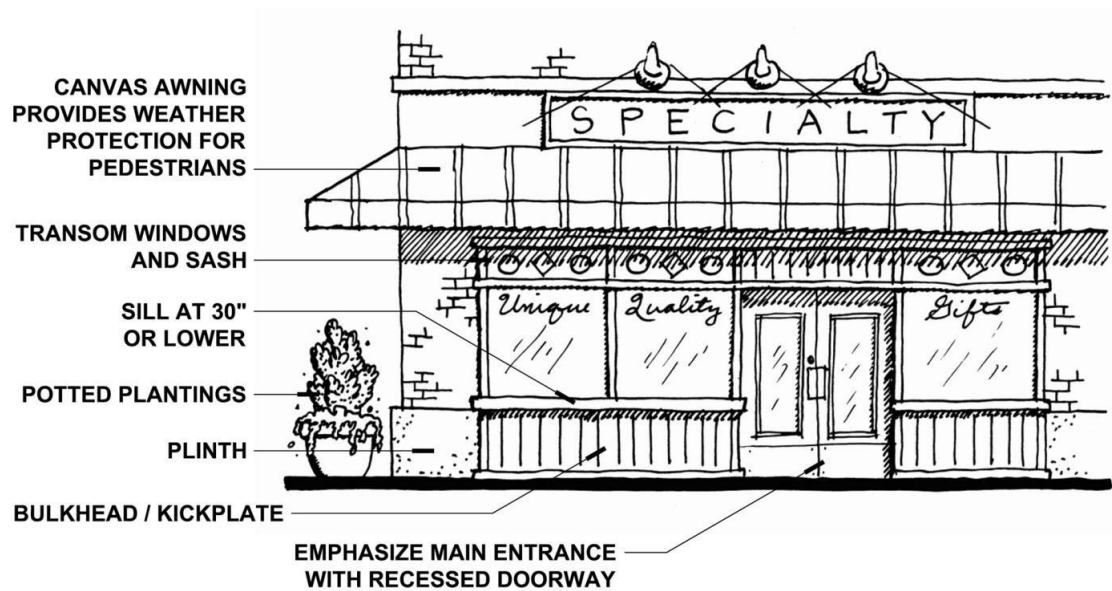 CANVAS AWNING
PROVIDES WEATHER
PROTECTION FOR
PEDESTRIANS
SPECIALTY
TRANSOM WINDOWS
AND SASH
Unique Quality Gifts
SILL AT 30"
OR LOWER
POTTED PLANTINGS
PLINTH
BULKHEAD / KICKPLATE
EMPHASIZE MAIN ENTRANCE
WITH RECESSED DOORWAY